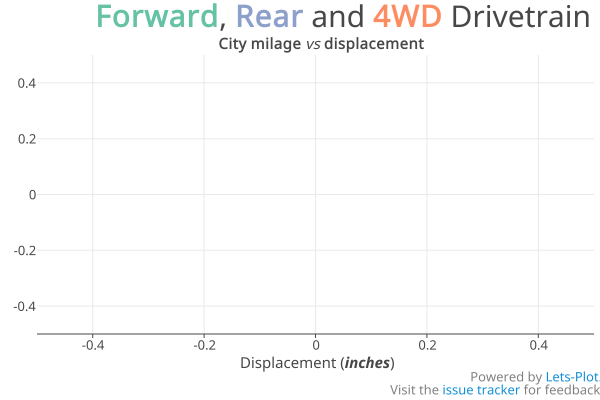 Forward, Rear and 4WD Drivetrain
City milage vs displacement
0.4
0.2
0
-0.2
-0.4
-0.4 -0.2 0 0.2 0.4
Displacement (inches)
Powered by Lets-Plot.
Visit the issue tracker for feedback